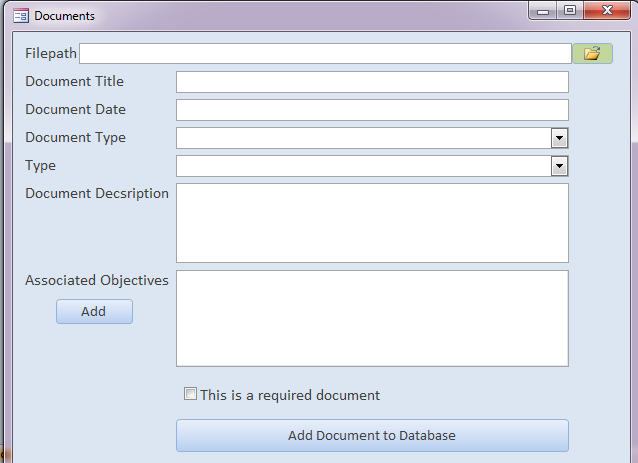 Documents
Filepath
Document Title
Document Date
Document Type
Type
Document Decsription
Associated Objectives
Add
This is a required document
Add Document to Database